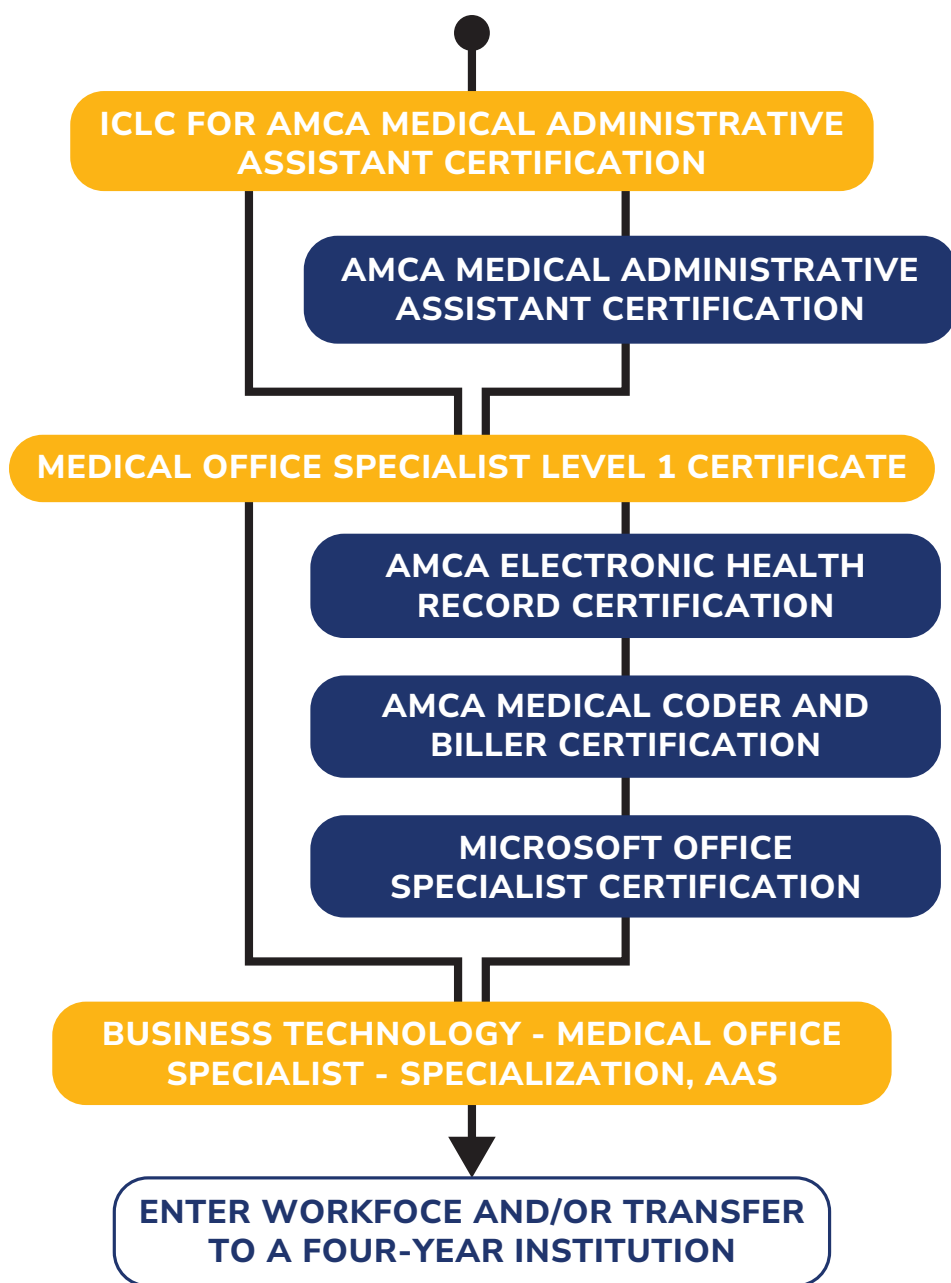 ICLC FOR AMCA MEDICAL ADMINISTRATIVE
ASSISTANT CERTIFICATION
AMCA MEDICAL ADMINISTRATIVE
ASSISTANT CERTIFICATION
MEDICAL OFFICE SPECIALIST LEVEL 1 CERTIFICATE
AMCA ELECTRONIC HEALTH
RECORD CERTIFICATION
AMCA MEDICAL CODER AND
BILLER CERTIFICATION
MICROSOFT OFFICE
SPECIALIST CERTIFICATION
BUSINESS TECHNOLOGY - MEDICAL OFFICE
SPECIALIST - SPECIALIZATION, AAS
ENTER WORKFOCE AND/OR TRANSFER
TO A FOUR-YEAR INSTITUTION